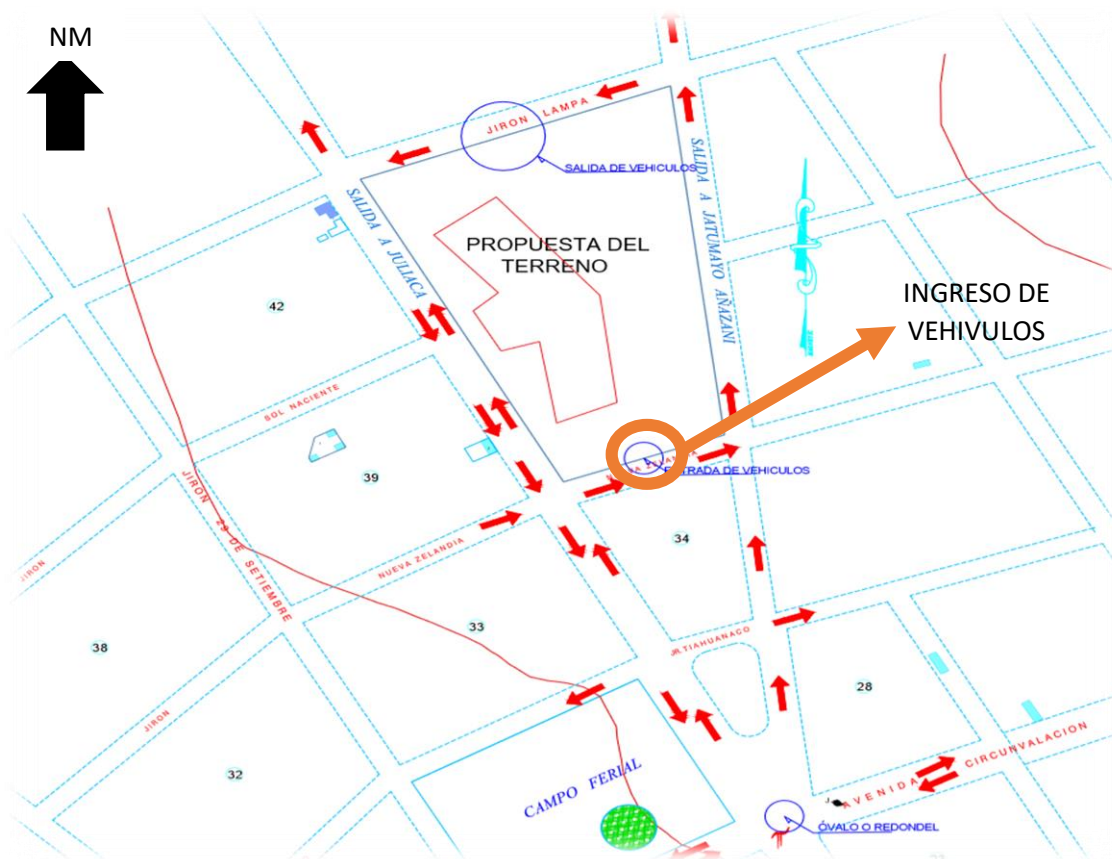 NM
JIRON LAMPA
SALIDA DE VEHICULOS
SALIDA A JULIACA
SALIDA A JATUMAYO AÑAZANI
PROPUESTA DEL
TERRENO
INGRESO DE
VEHIVULOS
42
SOL NACIENTE
39
ENTRADA DE VEHICULOS
JIRON 29 DE SETIEMBRE
NUEVA ZELANDIA
34
JIRON
33
38
JR.TIAHUANACO
28
JIRON
32
CAMPO FERIAL
AVENIDA CIRCUNVALACION
ÓVALO O REDONDEL